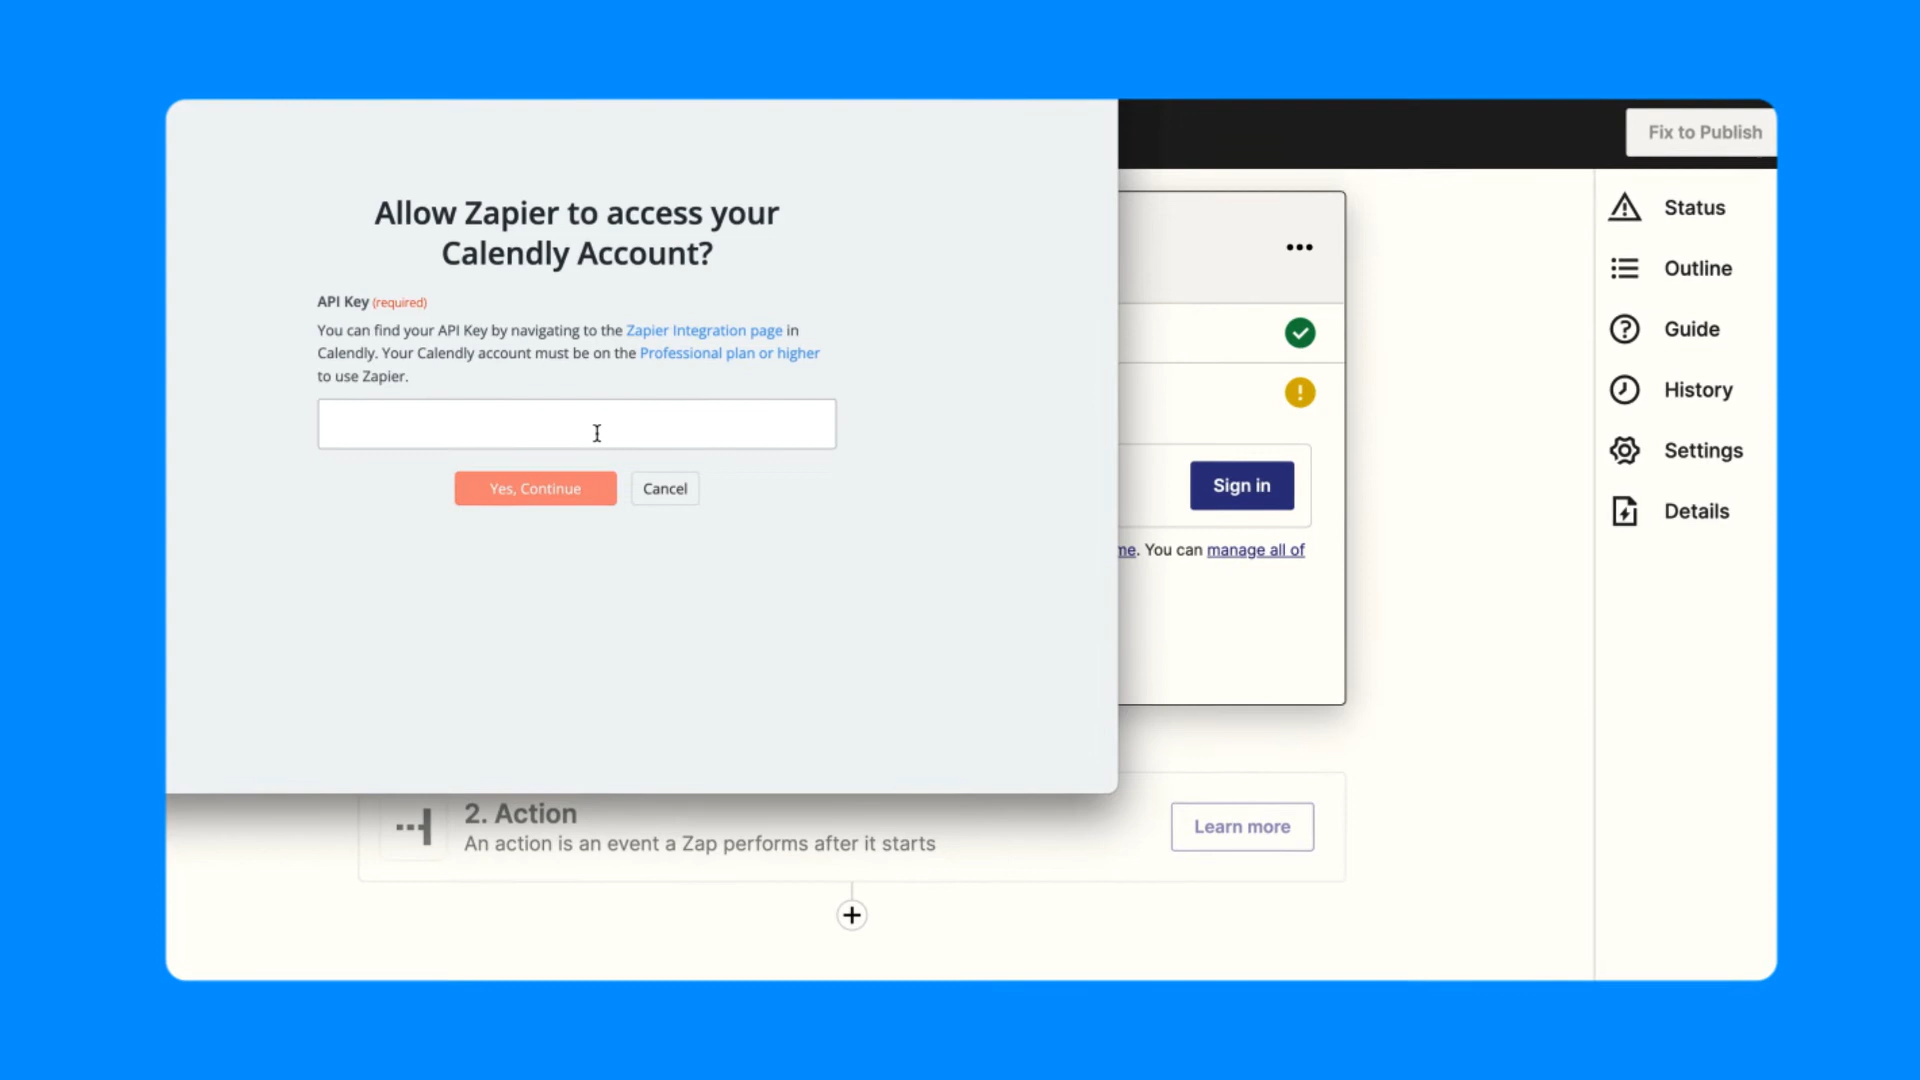 Fix to Publish
Allow Zapier to access your
Calendly Account?
API Key (required)
You can find your API Key by navigating to the Zapier Integration page in
Calendly. Your Calendly account must be on the Professional plan or higher
to use Zapier.
Yes, Continue
Cancel
Sign in
me. You can manage all of
Status
Outline
Guide
History
Settings
Details
2. Action
An action is an event a Zap performs after it starts
Learn more